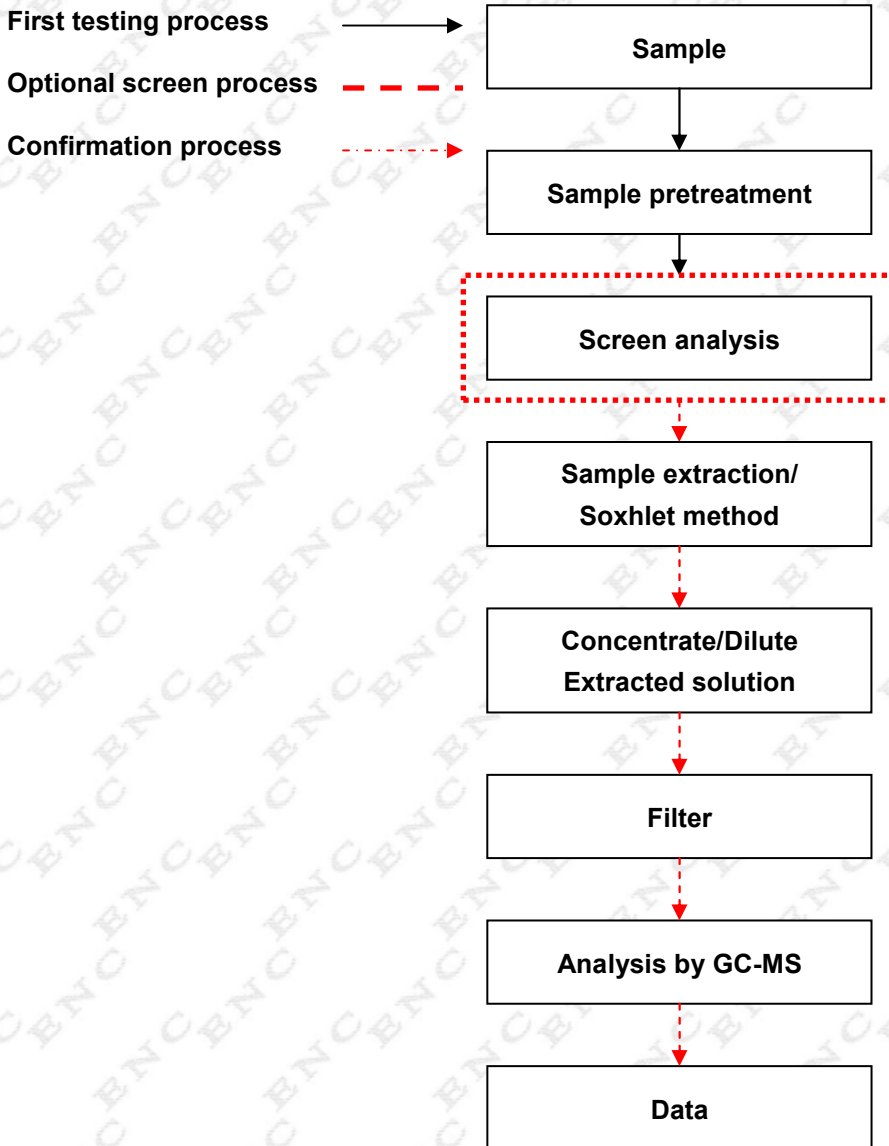 First testing process
Optional screen process
Confirmation process
Sample
Sample pretreatment
Screen analysis
Sample extraction/
Soxhlet method
Concentrate/Dilute
Extracted solution
Filter
Analysis by GC-MS
Data
ENC